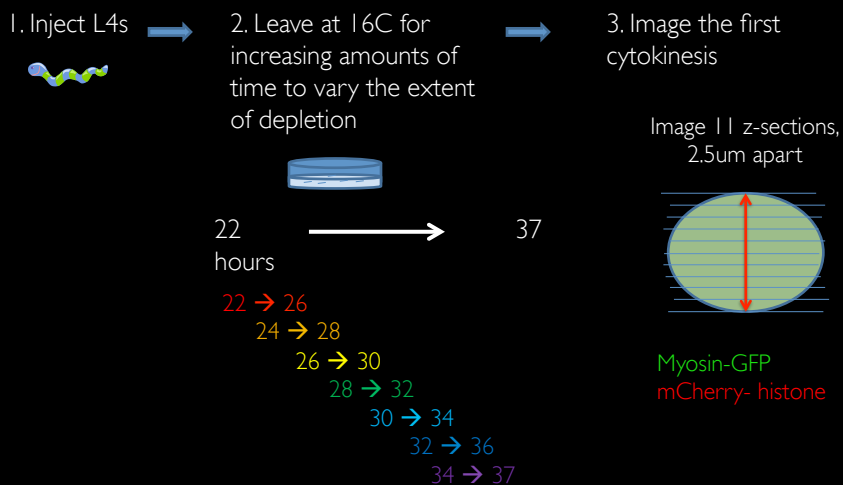 1. Inject L4s
2. Leave at 16C for
increasing amounts of
time to vary the extent
of depletion
3. Image the first
cytokinesis
Image 11 z-sections,
2.5um apart
22
hours
37
22 → 26
24 → 28
26 → 30
28 → 32
30 → 34
32 → 36
34 → 37
Myosin-GFP
mCherry- histone